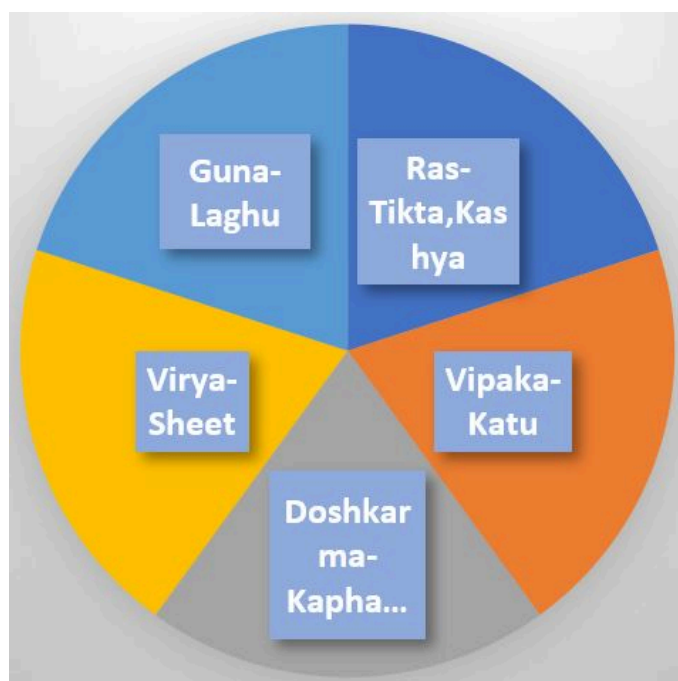 Guna-
Laghu
Ras-
Tikta,Kas
hya
Virya-
Sheet
Vipaka-
Katu
Doshkar
ma-
Kapha...